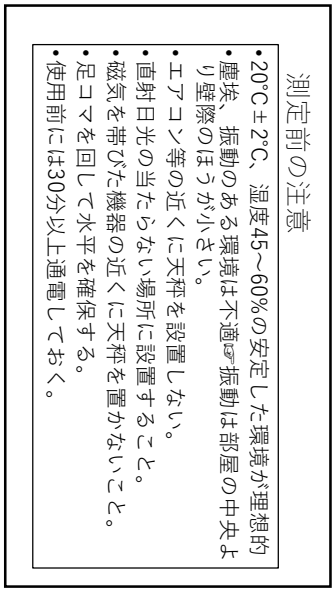 測定前の注意
• 20℃±2℃、湿度45～60%の安定した環境が理想的
• 塵埃、振動のある環境は不適☞振動は部屋の中央よ
り壁際のほうが小さい。
• エアコン等の近くに天秤を設置しない。
• 直射日光の当たらない場所に設置すること。
• 磁気を帯びた機器の近くに天秤を置かないこと。
• 足コマを回して水平を確保する。
• 使用前には30分以上通電しておく。